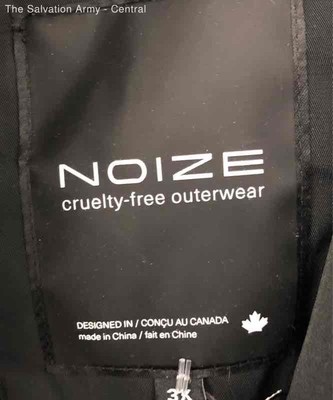 The Salvation Army - Central
NOIZE
cruelty-free outerwear
DESIGNED IN / CONÇU AU CANADA
made in China / fait en Chine
3X